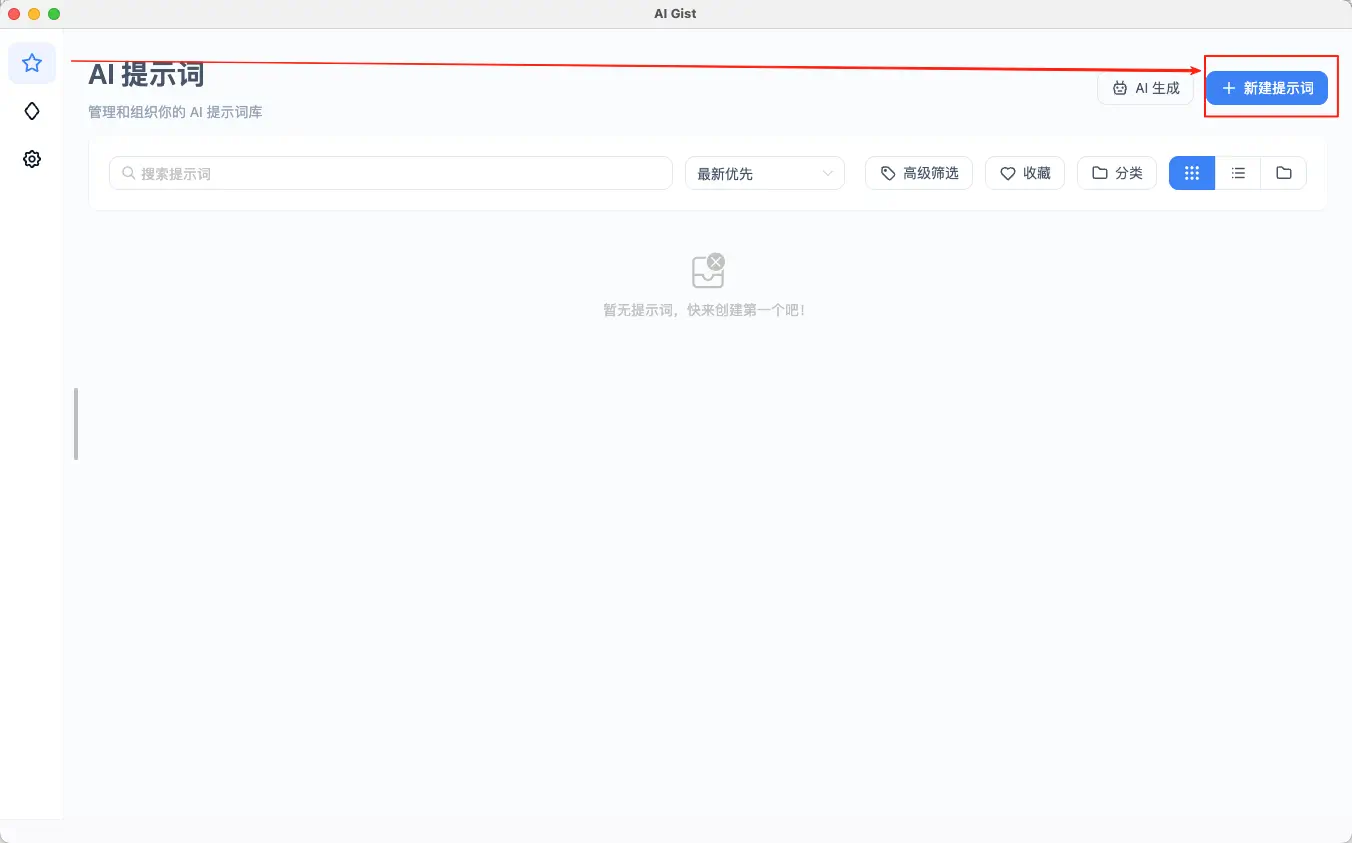 AI Gist
AI 提示词
管理和组织你的 AI 提示词库
AI 生成
新建提示词
搜索提示词
最新优先
高级筛选
收藏
分类
暂无提示词，快来创建第一个吧！